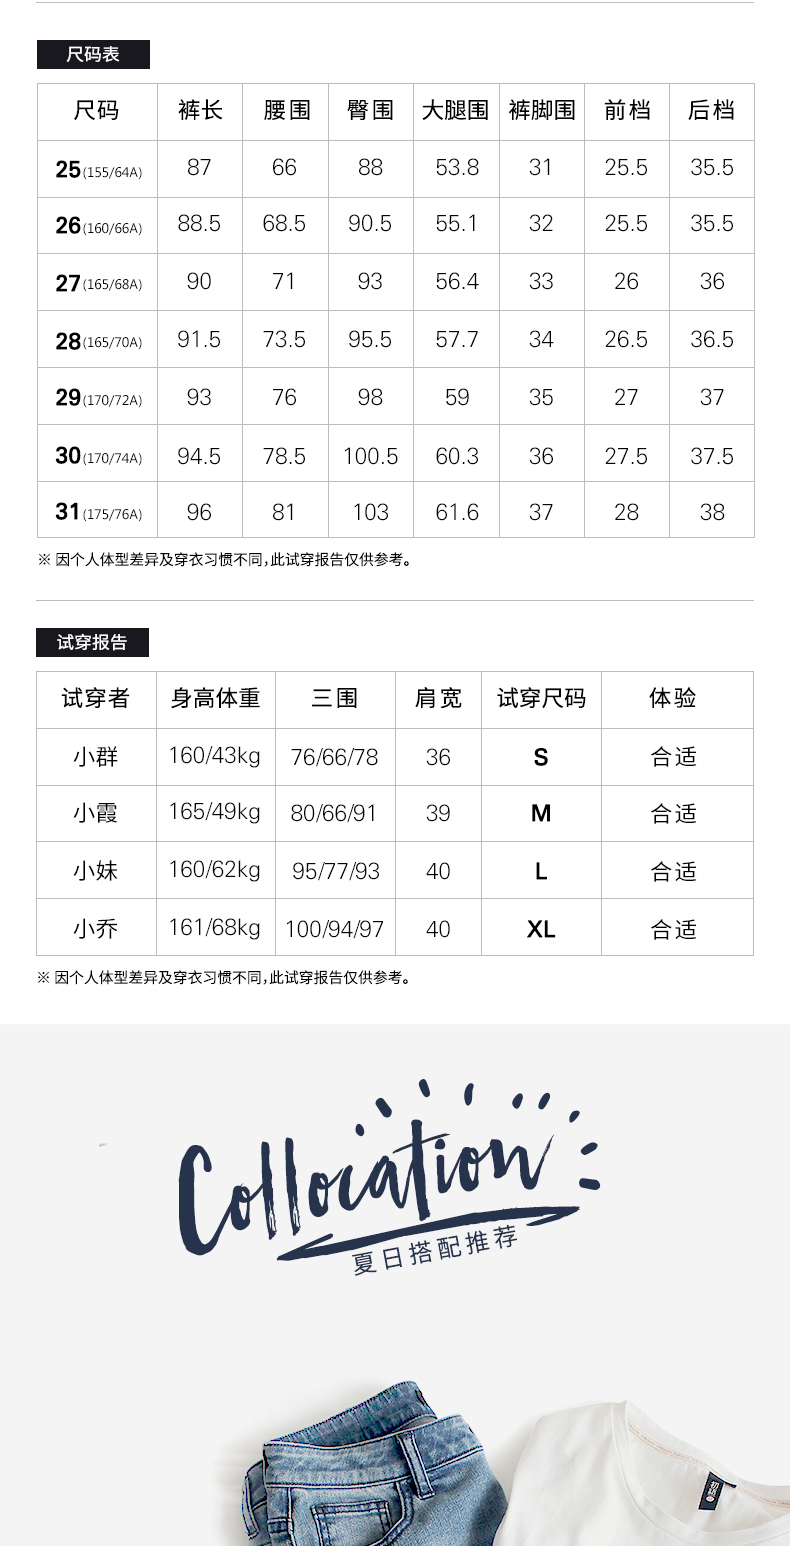 尺码表
尺码 裤长 腰围 臀围 大腿围 裤脚围 前档 后档
25(155/64A) 87 66 88 53.8 31 25.5 35.5
26(160/66A) 88.5 68.5 90.5 55.1 32 25.5 35.5
27(165/68A) 90 71 93 56.4 33 26 36
28(165/70A) 91.5 73.5 95.5 57.7 34 26.5 36.5
29(170/72A) 93 76 98 59 35 27 37
30(170/74A) 94.5 78.5 100.5 60.3 36 27.5 37.5
31(175/76A) 96 81 103 61.6 37 28 38
※ 因个人体型差异及穿衣习惯不同,此试穿报告仅供参考。
试穿报告
试穿者 身高体重 三围 肩宽 试穿尺码 体验
小群 160/43kg 76/66/78 36 S 合适
小霞 165/49kg 80/66/91 39 M 合适
小妹 160/62kg 95/77/93 40 L 合适
小乔 161/68kg 100/94/97 40 XL 合适
※ 因个人体型差异及穿衣习惯不同,此试穿报告仅供参考。
Collocation
夏日搭配推荐